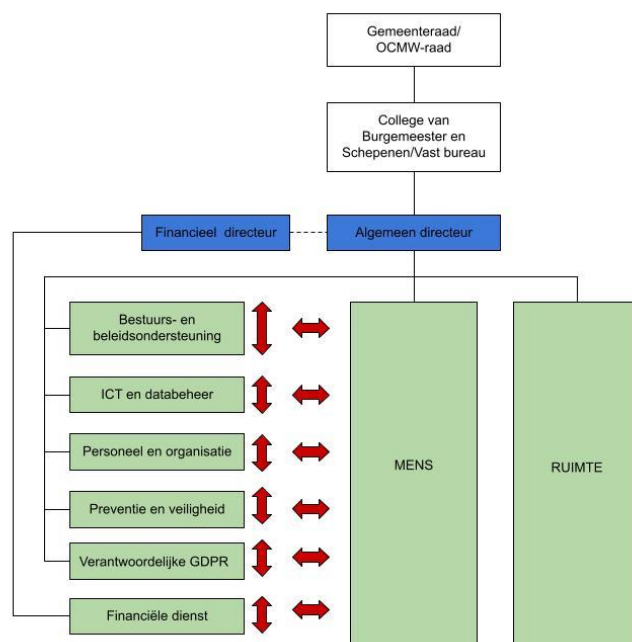 Gemeenteraad/
OCMW-raad
College van
Burgemeester en
Schepenen/Vast bureau
Financieel directeur
Algemeen directeur
Bestuurs- en
beleidsondersteuning
ICT en databeheer
Personeel en organisatie
Preventie en veiligheid
Verantwoordelijke GDPR
Financiële dienst
MENS
RUIMTE